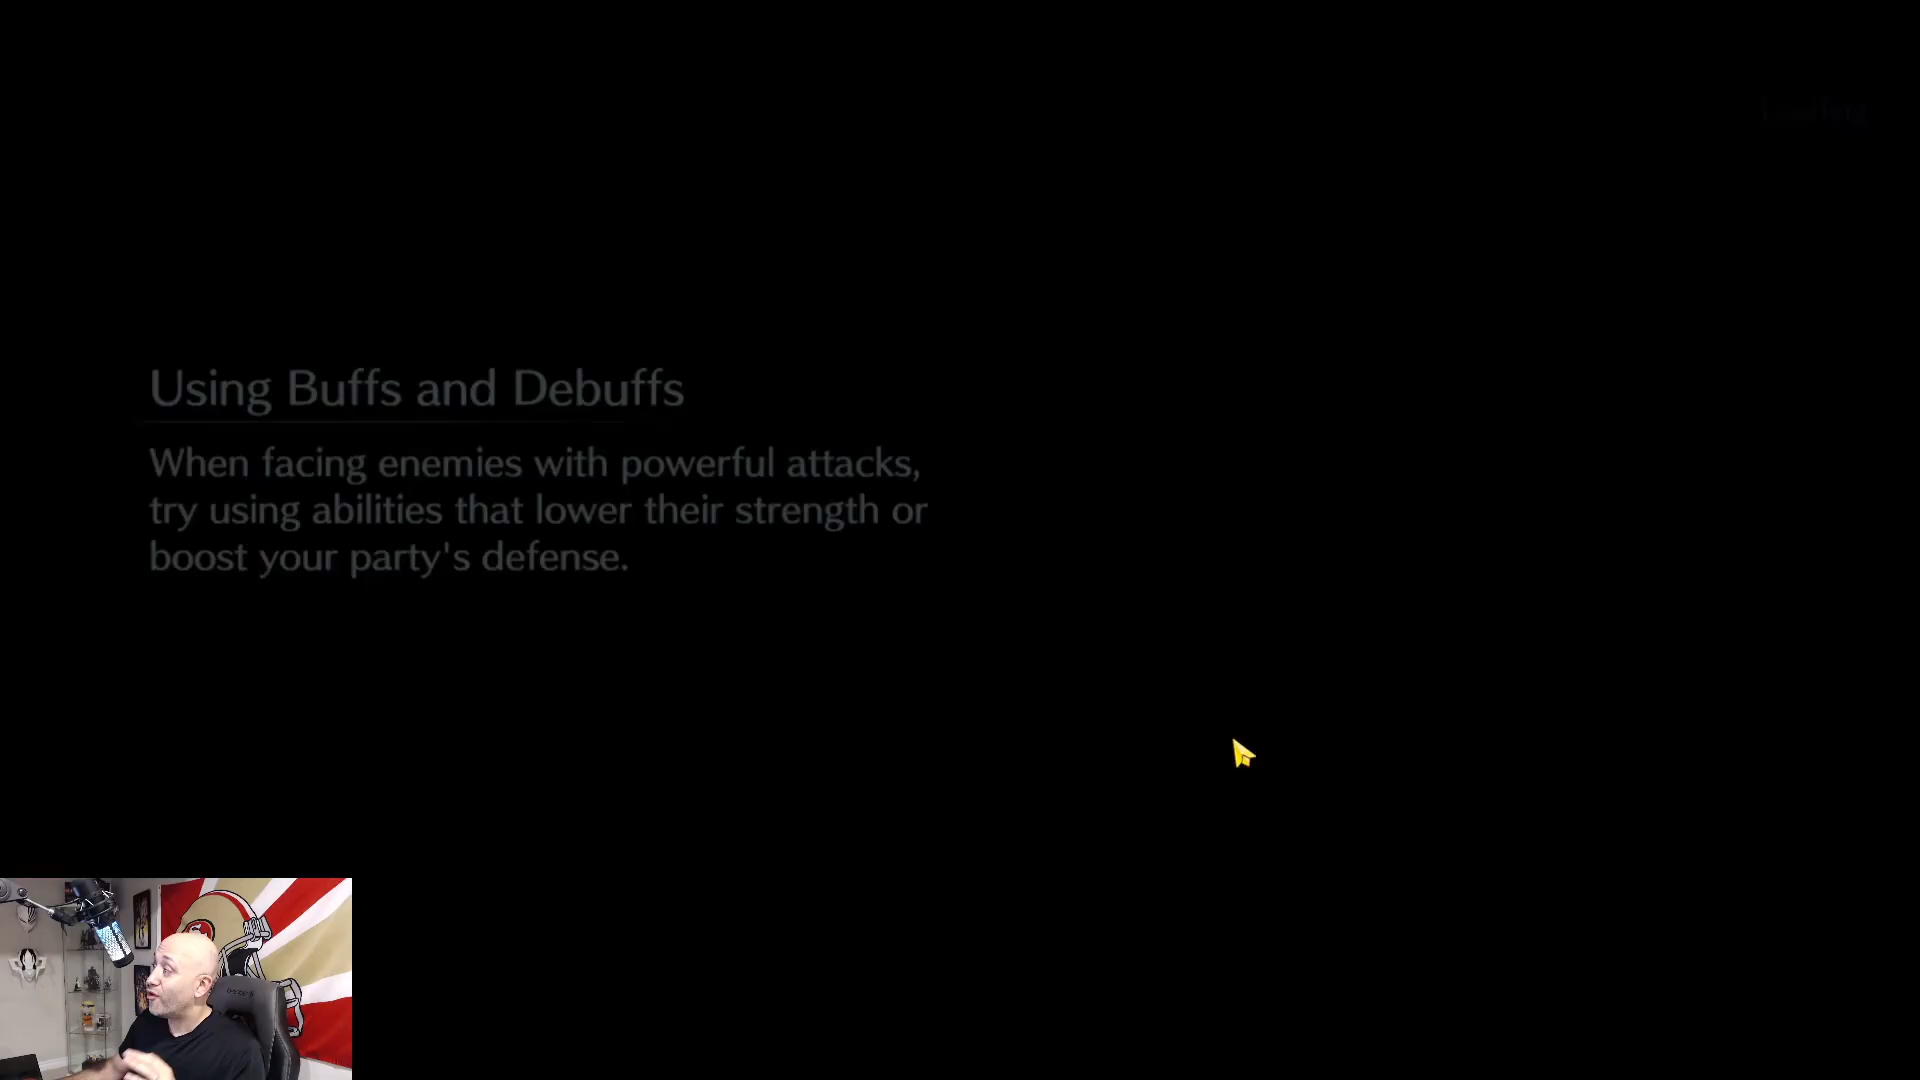 Using Buffs and Debuffs
When facing enemies with powerful attacks,
try using abilities that lower their strength or
boost your party's defense.